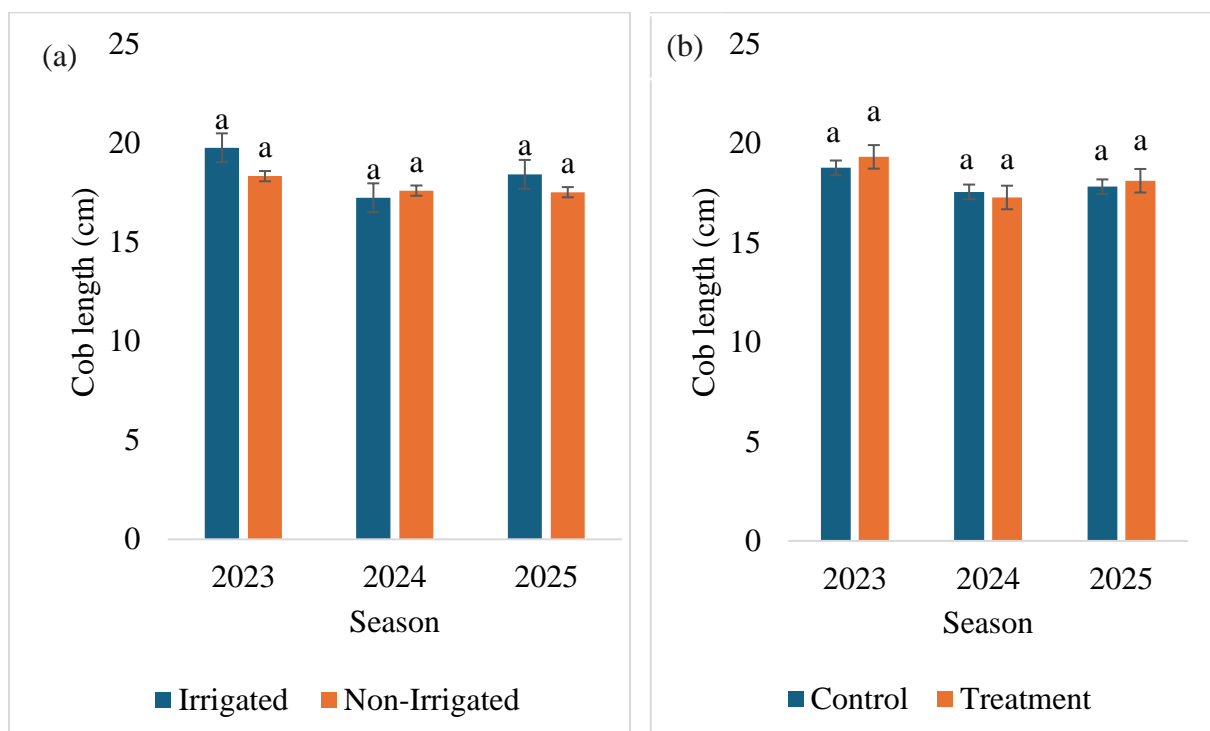 (a)
25
20
15
10
5
0
Cob length (cm)
a a a a a a
2023 2024 2025
Season
Irrigated Non-Irrigated
(b)
25
20
15
10
5
0
Cob length (cm)
a a a a a a
2023 2024 2025
Season
Control Treatment